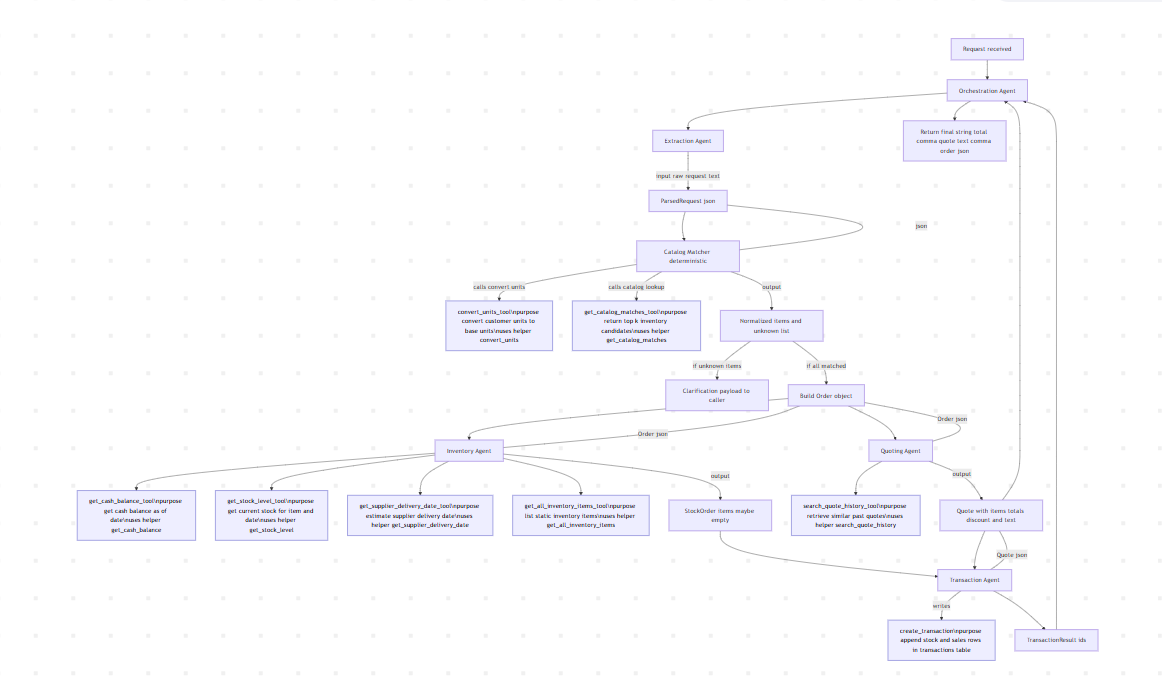 Request received
Orchestration Agent
Return final string total
comma quote text comma
order json
Extraction Agent
input raw request text
ParsedRequest json
json
Catalog Matcher
deterministic
calls convert units
calls catalog lookup
output
convert_units_tool\npurpose
convert customer units to
base units\nuses helper
convert_units
get_catalog_matches_tool\npurpose
return top k inventory
candidates\nuses helper
get_catalog_matches
Normalized items and
unknown list
if unknown items
if all matched
Clarification payload to
caller
Build Order object
Order json
Order json
Inventory Agent
Quoting Agent
output
output
get_cash_balance_tool\npurpose
get cash balance as of
date\nuses helper
get_cash_balance
get_stock_level_tool\npurpose
get current stock for item and
date\nuses helper
get_stock_level
get_supplier_delivery_date_tool\npurpose
estimate supplier delivery date\nuses
helper get_supplier_delivery_date
get_all_inventory_items_tool\npurpose
list static inventory items\nuses helper
get_all_inventory_items
StockOrder items maybe
empty
search_quote_history_tool\npurpose
retrieve similar past quotes\nuses
helper search_quote_history
Quote with items totals
discount and text
Quote json
Transaction Agent
writes
create_transaction\npurpose
append stock and sales rows
in transactions table
TransactionResult ids